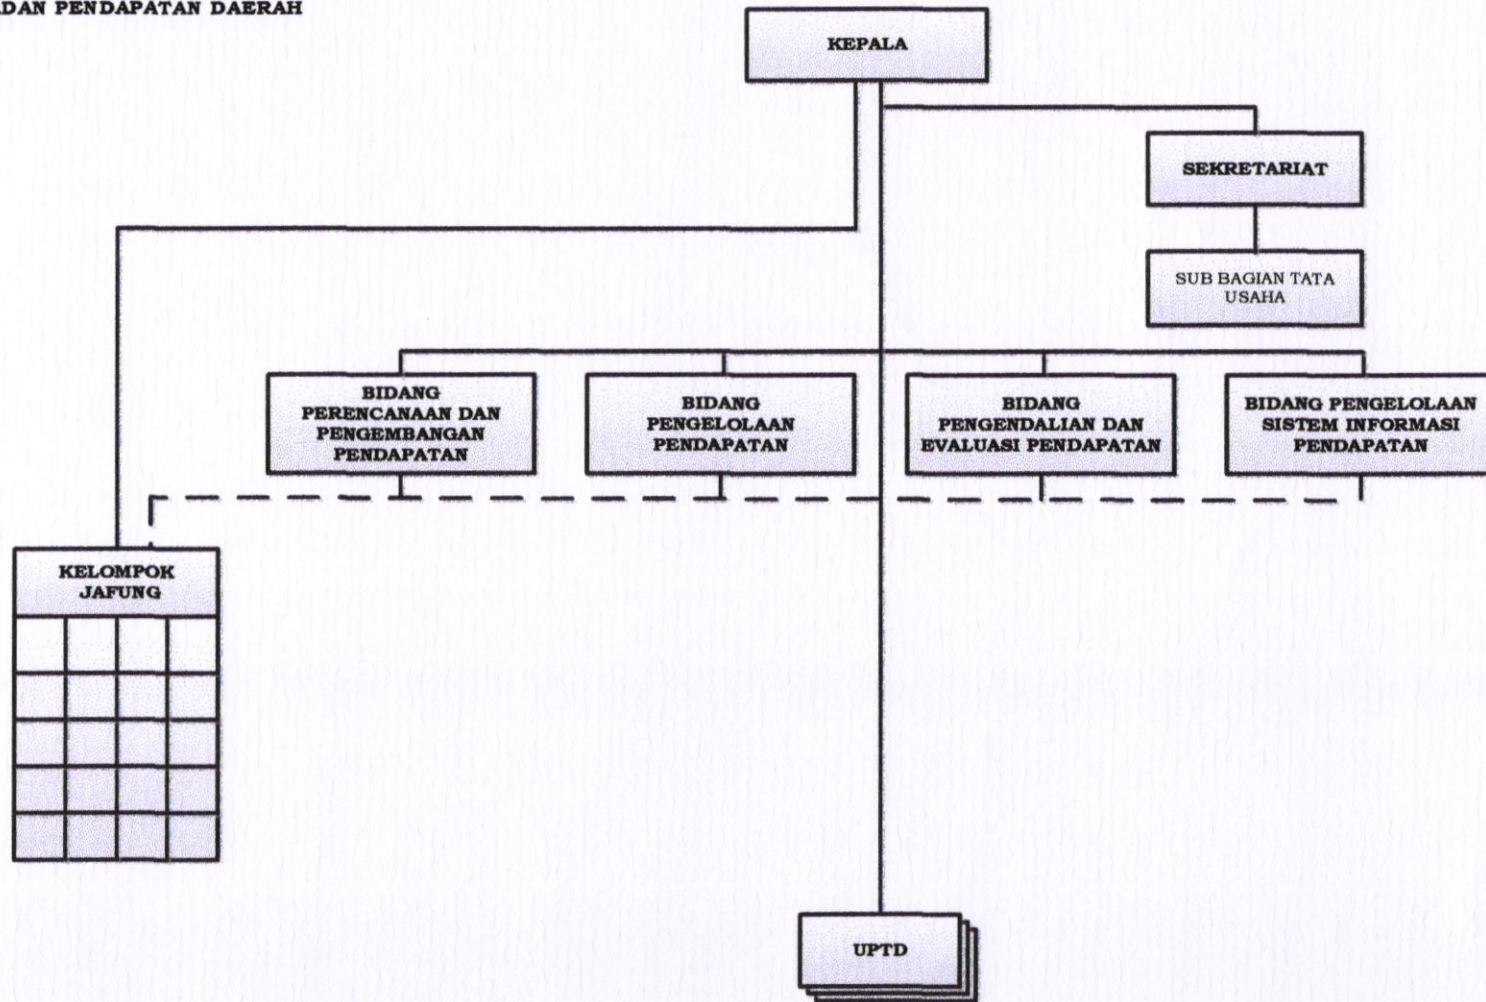 PENDAPATAN DAERAH
KEPALA
SEKRETARIAT
SUB BAGIAN TATA
USAHA
BIDANG
PERENCANAAN DAN
PENGEMBANGAN
PENDAPATAN
BIDANG
PENGELOLAAN
PENDAPATAN
BIDANG
PENGENDALIAN DAN
EVALUASI PENDAPATAN
BIDANG PENGELOLAAN
SISTEM INFORMASI
PENDAPATAN
KELOMPOK
JAFUNG
UPTD